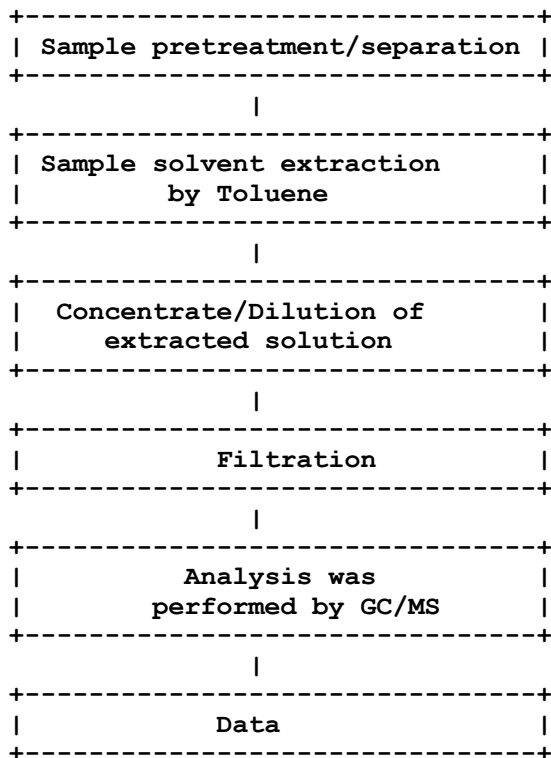 Sample pretreatment/separation
Sample solvent extraction
by Toluene
Concentrate/Dilution of
extracted solution
Filtration
Analysis was
performed by GC/MS
Data